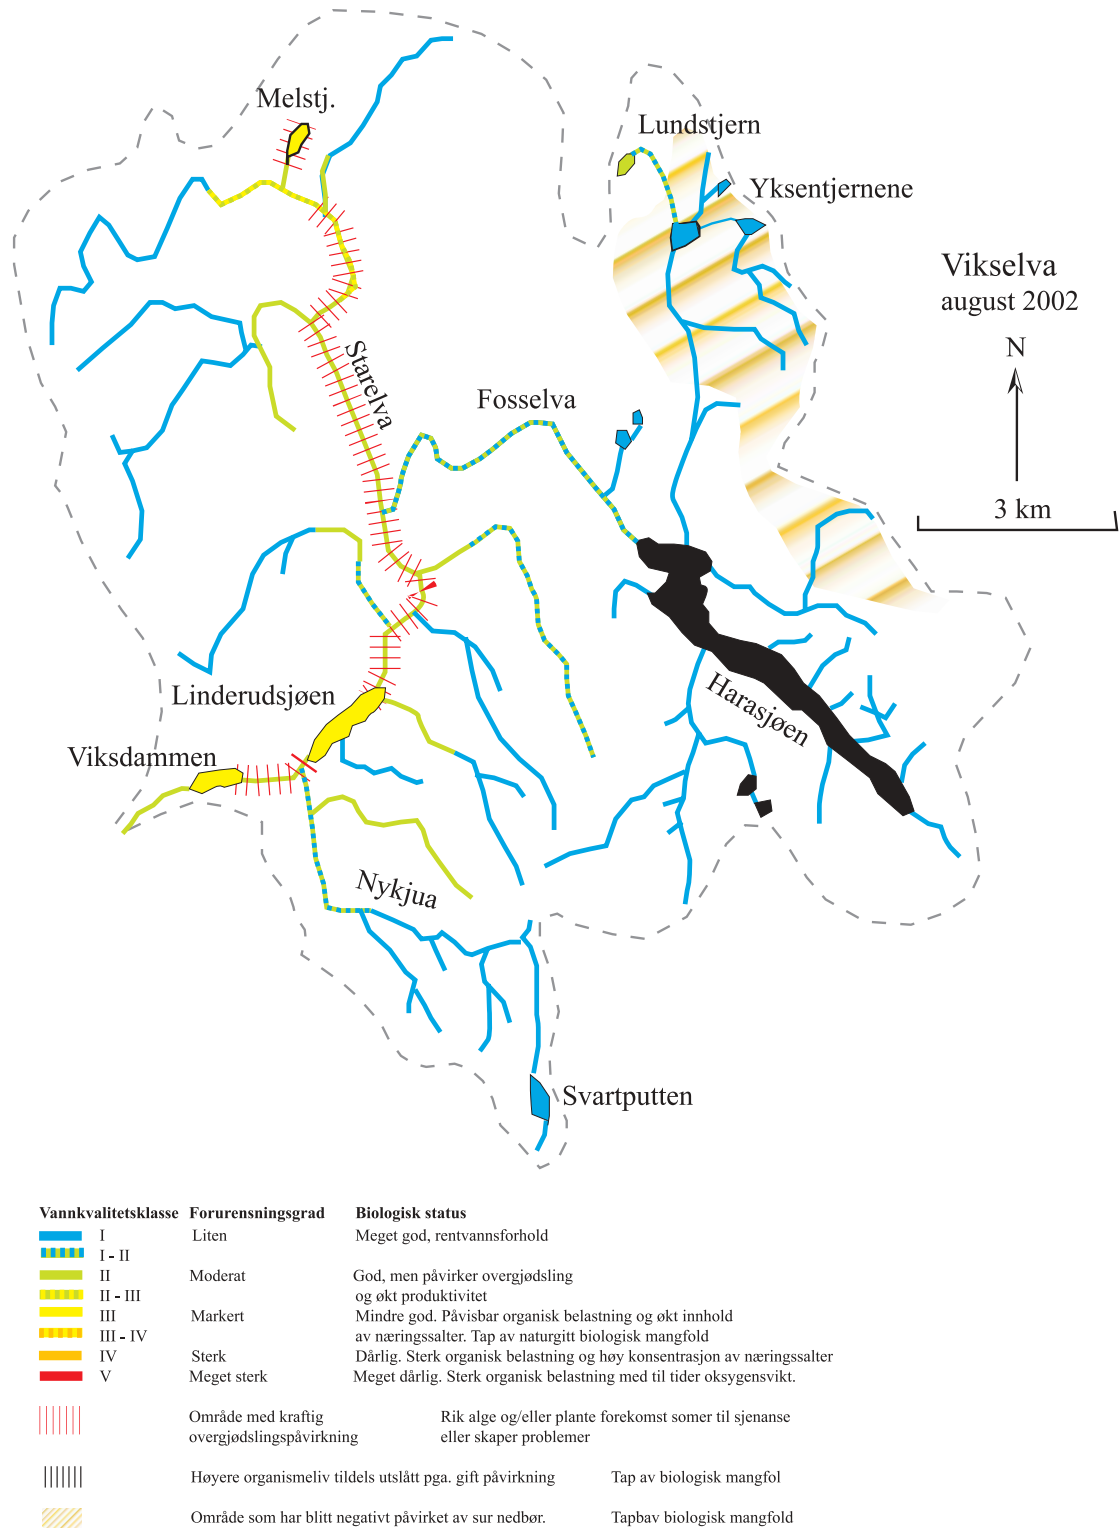 Melstj.
Lundstjern
Yksentjernene
Vikselva
august 2002
N
3 km
Starelva
Fosselva
Harasjøen
Linderudsjøen
Viksdammen
Nykjua
Svartputten
Vannkvalitetsklasse Forurensningsgrad Biologisk status
I Liten Meget god, rentvannsforhold
I - II
II Moderat God, men påvirker overgjødsling
II - III og økt produktivitet
III Markert Mindre god. Påvisbar organisk belastning og økt innhold
III - IV av næringssalter. Tap av naturgitt biologisk mangfold
IV Sterk Dårlig. Sterk organisk belastning og høy konsentrasjon av næringssalter
V Meget sterk Meget dårlig. Sterk organisk belastning med til tider oksygensvikt.
Område med kraftig Rik alge og/eller plante forekomst somer til sjenanse
overgjødslingspåvirkning eller skaper problemer
Høyere organismeliv tildels utslått pga. gift påvirkning Tap av biologisk mangfol
Område som har blitt negativt påvirket av sur nedbør. Tapbav biologisk mangfold